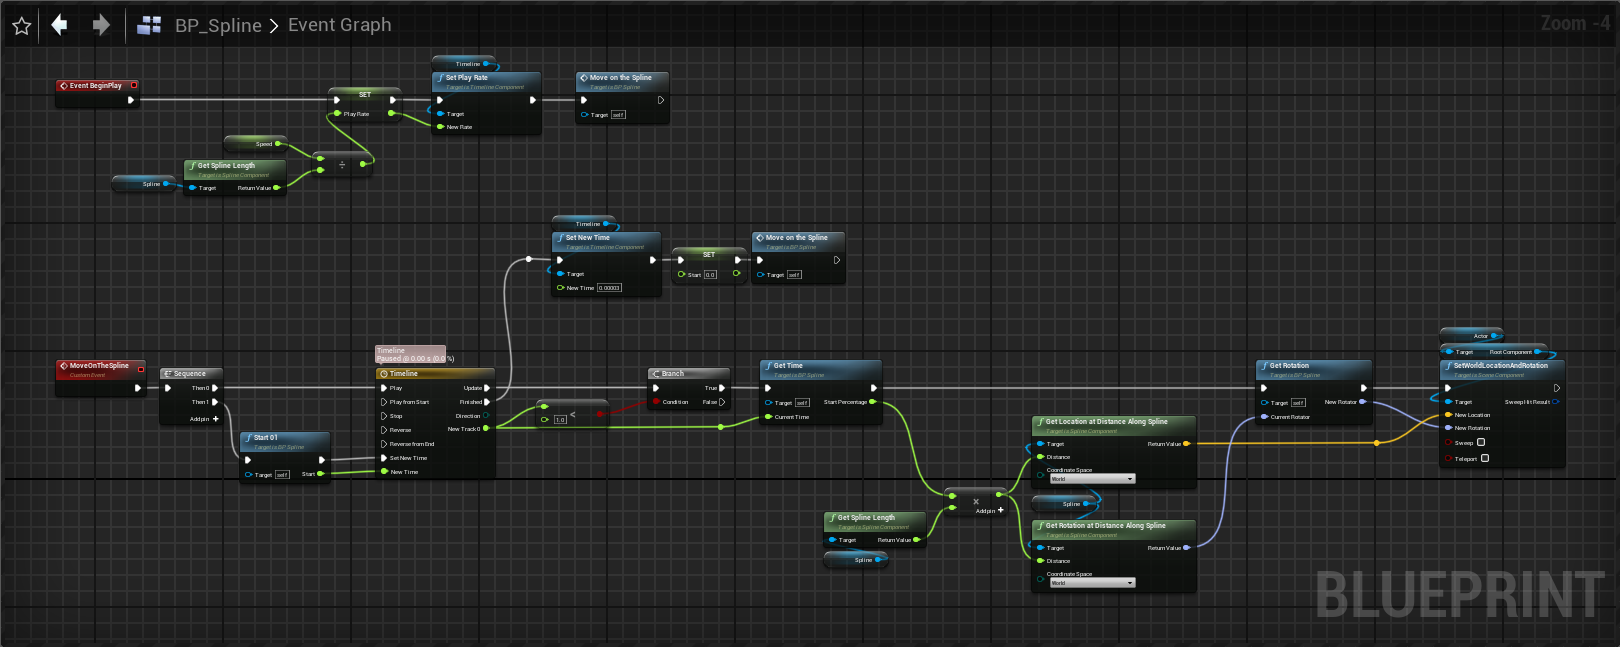 BP_Spline > Event Graph
Zoom -4
Timeline
Set Play Rate
Target is Timeline Component
Target
New Rate
Move on the Spline
Target is BP Spline
Target self
Event BeginPlay
SET
Play Rate
Speed
Get Spline Length
Target is Spline Component
Target Return Value
Spline
÷
Timeline
Set New Time
Target is Timeline Component
Target
New Time 0.00003
SET
Start 0.0
Move on the Spline
Target is BP Spline
Target self
MoveOnTheSpline
Custom Event
Sequence
Then 0
Then 1
Add pin +
Start 01
Target is BP Spline
Target self Start
Timeline
Paused @ 0.00 s (0.0 %)
Timeline
Play Update
Play from Start Finished
Stop Direction
Reverse New Track 0
Reverse from End
Set New Time
New Time
<
1.0
Branch
True
Condition False
Get Time
Target is BP Spline
Target self Start Percentage
Current Time
Get Spline Length
Target is Spline Component
Target Return Value
Spline
×
Add pin +
Get Location at Distance Along Spline
Target is Spline Component
Target Return Value
Distance
Coordinate Space
World
Spline
Get Rotation at Distance Along Spline
Target is Spline Component
Target Return Value
Distance
Coordinate Space
World
Get Rotation
Target is BP Spline
Target self New Rotator
Current Rotator
Actor
Target Root Component
SetWorldLocationAndRotation
Target is Scene Component
Target Sweep Hit Result
New Location
New Rotation
Sweep
Teleport
BLUEPRINT